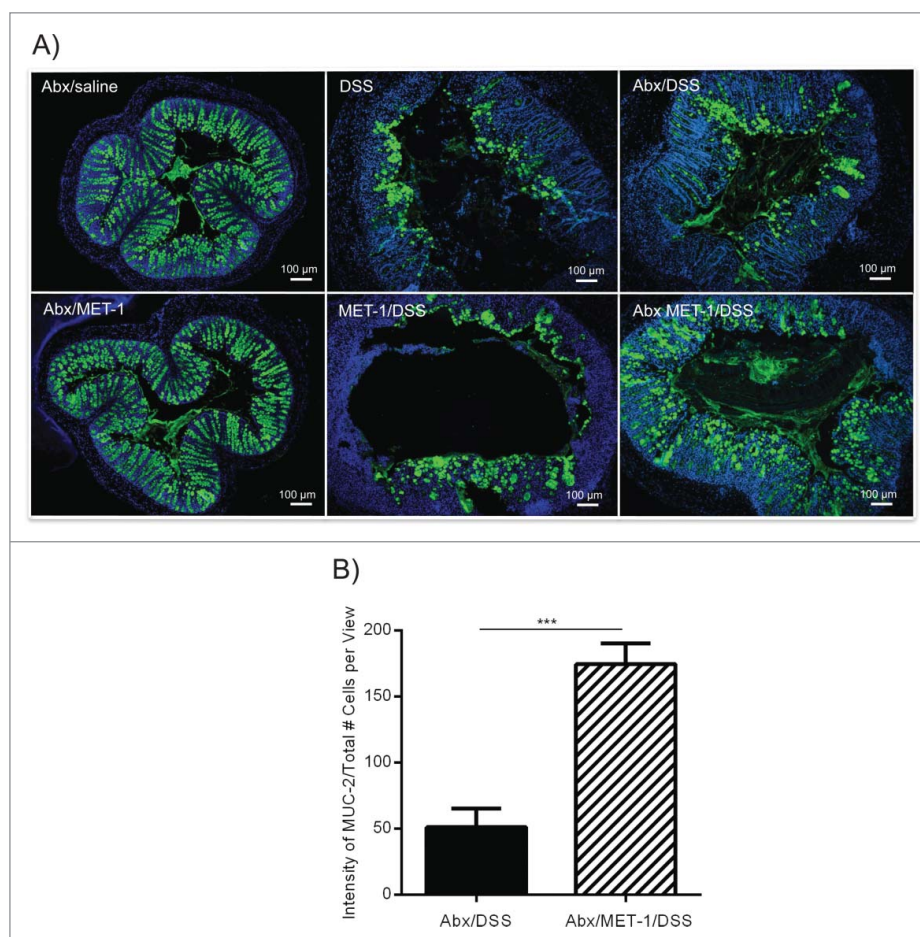 A)
Abx/saline
DSS
Abx/DSS
100 µm
100 µm
100 µm
Abx/MET-1
MET-1/DSS
Abx MET-1/DSS
100 µm
100 µm
100 µm
B)
Intensity of MUC-2/Total # Cells per View
200
150
100
50
0
***
Abx/DSS
Abx/MET-1/DSS